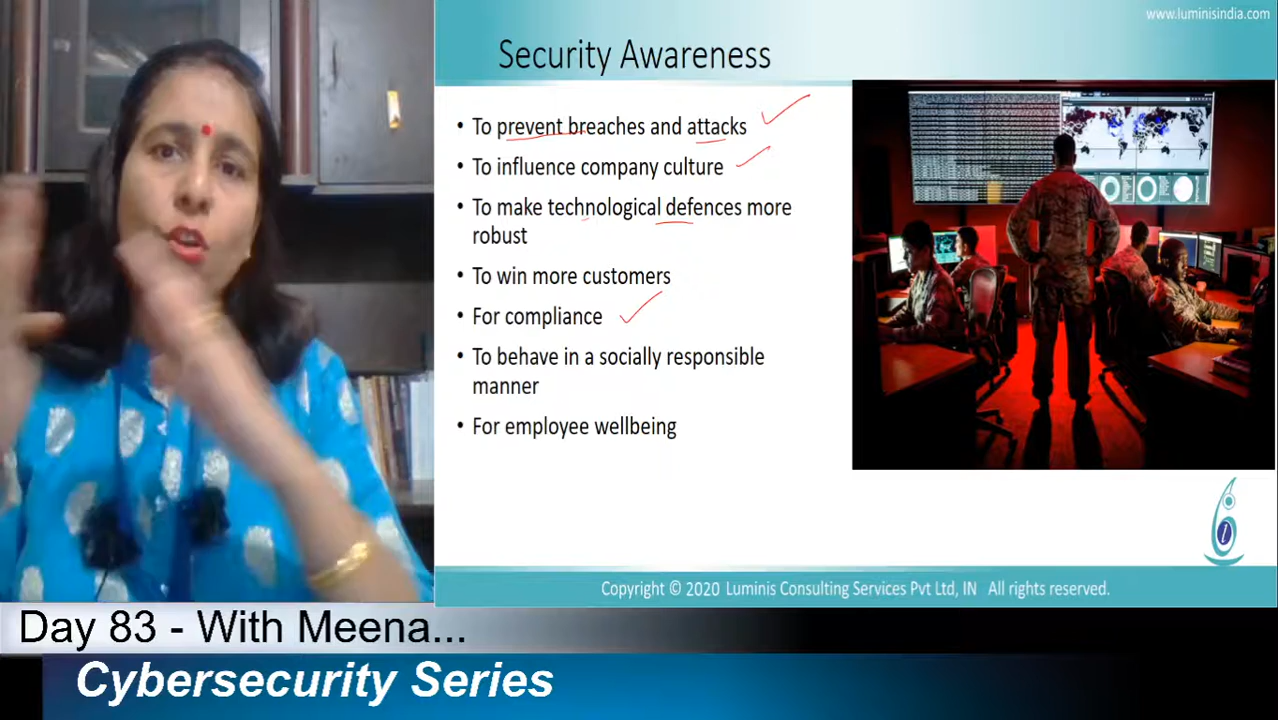 www.luminisindia.com
Security Awareness
• To prevent breaches and attacks
• To influence company culture
• To make technological defences more
robust
• To win more customers
• For compliance
• To behave in a socially responsible
manner
• For employee wellbeing
Copyright © 2020 Luminis Consulting Services Pvt Ltd, IN All rights reserved.
Day 83 - With Meena...
Cybersecurity Series